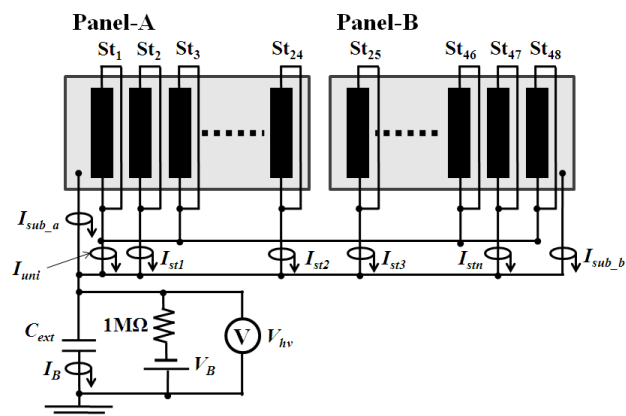 Panel-A Panel-B
St1 St2 St3 St24 St25 St46 St47 St48
Isub_a
Iuni Ist1 Ist2 Ist3 Istn Isub_b
Cext 1MΩ V Vhv
IB VB